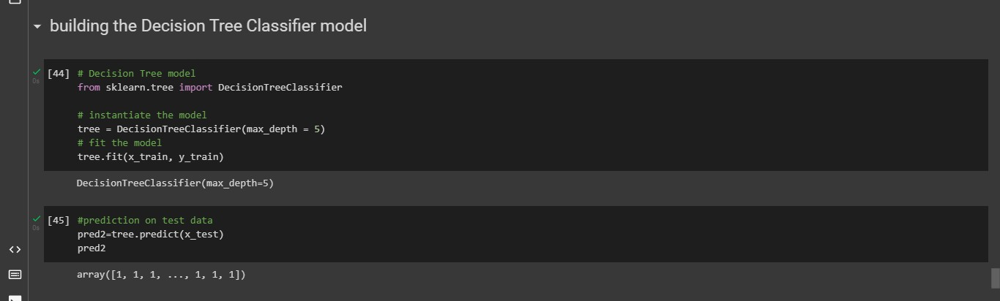 building the Decision Tree Classifier model
[44] # Decision Tree model
from sklearn.tree import DecisionTreeClassifier
# instantiate the model
tree = DecisionTreeClassifier(max_depth = 5)
# fit the model
tree.fit(x_train, y_train)
0s
DecisionTreeClassifier(max_depth=5)
[45] #prediction on test data
pred2=tree.predict(x_test)
pred2
0s
array([1, 1, 1, ..., 1, 1, 1])